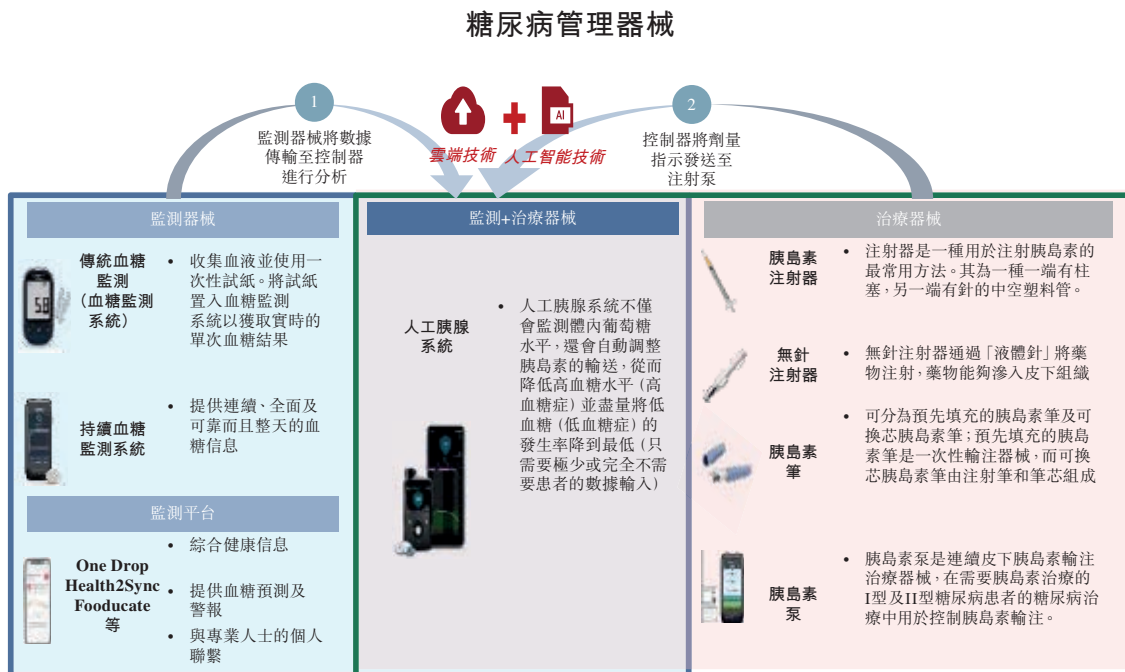 糖尿病管理器械
1
監測器械將數據
傳輸至控制器
進行分析
雲端技術
AI
人工智能技術
2
控制器將劑量
指示發送至
注射泵
監測器械
傳統血糖
監測
（血糖監測
系統）
• 收集血液並使用一
次性試紙。將試紙
置入血糖監測
系統以獲取實時的
單次血糖結果
5.8
持續血糖
監測系統
• 提供連續、全面及
可靠而且整天的血
糖信息
監測平台
One Drop
Health2Sync
Fooducate
等
• 綜合健康信息
• 提供血糖預測及
警報
• 與專業人士的個人
聯繫
監測+治療器械
人工胰腺
系統
• 人工胰腺系統不僅
會監測體內葡萄糖
水平，還會自動調整
胰島素的輸送，從而
降低高血糖水平（高
血糖症）並盡量將低
血糖（低血糖症）的
發生率降到最低（只
需要極少或完全不需
要患者的數據輸入）
治療器械
胰島素
注射器
• 注射器是一種用於注射胰島素的
最常用方法。其為一種一端有柱
塞，另一端有針的中空塑料管。
無針
注射器
• 無針注射器通過「液體針」將藥
物注射，藥物能夠滲入皮下組織
胰島素
筆
• 可分為預先填充的胰島素筆及可
換芯胰島素筆；預先填充的胰島
素筆是一次性輸注器械，而可換
芯胰島素筆由注射筆和筆芯組成
胰島素
泵
• 胰島素泵是連續皮下胰島素輸注
治療器械，在需要胰島素治療的
I型及II型糖尿病患者的糖尿病治
療中用於控制胰島素輸注。